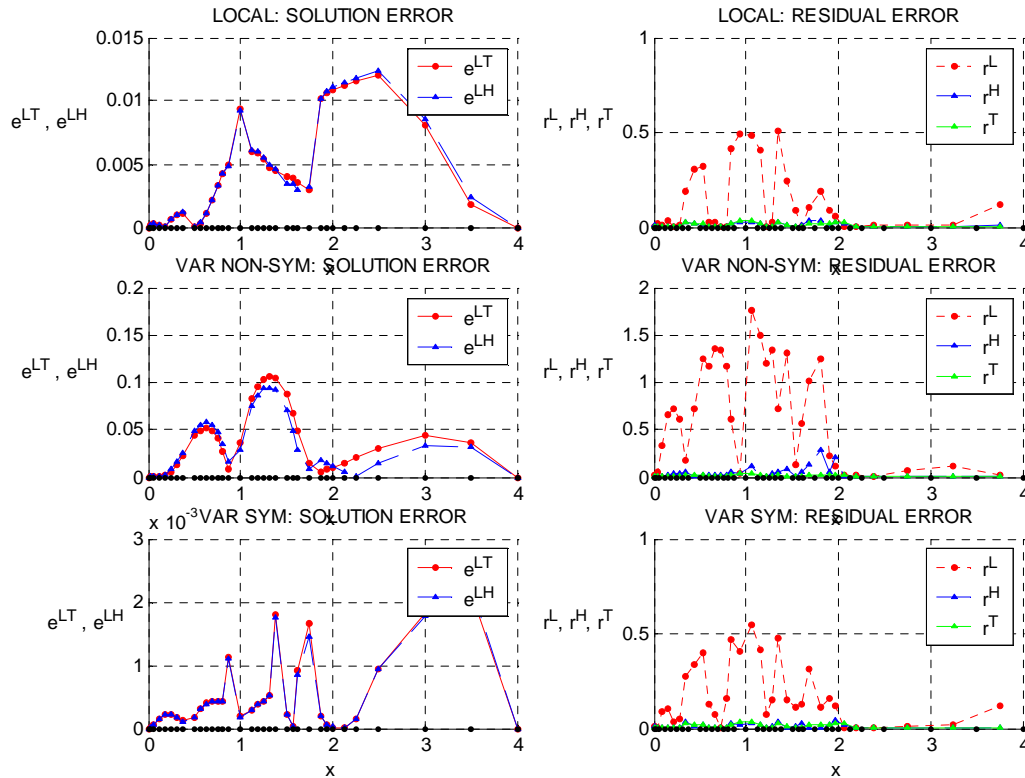 LOCAL: SOLUTION ERROR
0.015
0.01
0.005
0
e^LT , e^LH
e^LT
e^LH
0 1 2 3 4
x
LOCAL: RESIDUAL ERROR
1
0.5
0
r^L, r^H, r^T
r^L
r^H
r^T
0 1 2 3 4
x
VAR NON-SYM: SOLUTION ERROR
0.2
0.15
0.1
0.05
0
e^LT , e^LH
e^LT
e^LH
0 1 2 3 4
x
VAR NON-SYM: RESIDUAL ERROR
2
1.5
1
0.5
0
r^L, r^H, r^T
r^L
r^H
r^T
0 1 2 3 4
x
x 10^-3
VAR SYM: SOLUTION ERROR
3
2
1
0
e^LT , e^LH
e^LT
e^LH
0 1 2 3 4
x
VAR SYM: RESIDUAL ERROR
1
0.5
0
r^L, r^H, r^T
r^L
r^H
r^T
0 1 2 3 4
x